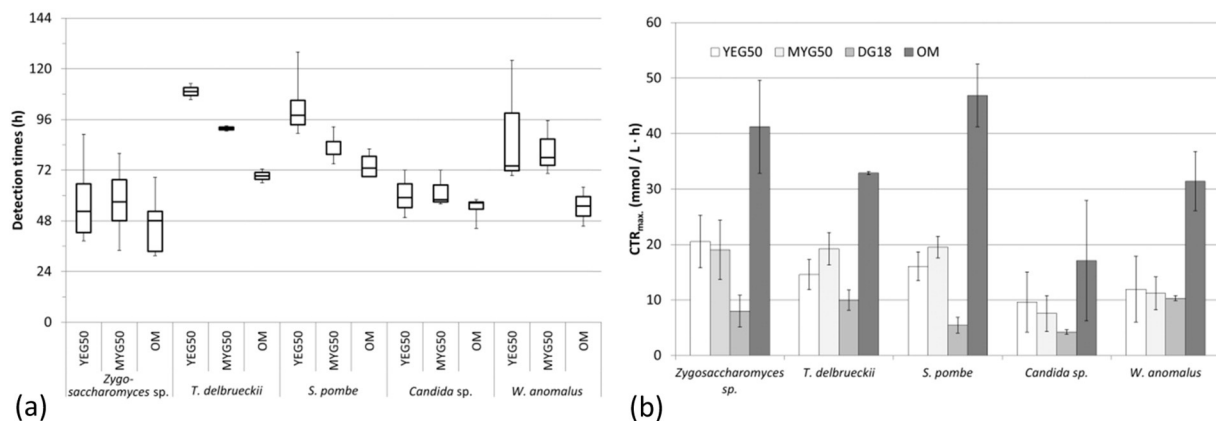 144
120
96
72
48
24
0
Detection times (h)
YEG50
MYG50
OM
YEG50
MYG50
OM
YEG50
MYG50
OM
YEG50
MYG50
OM
YEG50
MYG50
OM
Zygo-
saccharomyces sp.
T. delbrueckii
S. pombe
Candida sp.
W. anomalus
(a)
60
50
40
30
20
10
0
CTRmax. (mmol / L · h)
YEG50 MYG50 DG18 OM
Zygosaccharomyces
sp.
T. delbrueckii
S. pombe
Candida sp.
W. anomalus
(b)